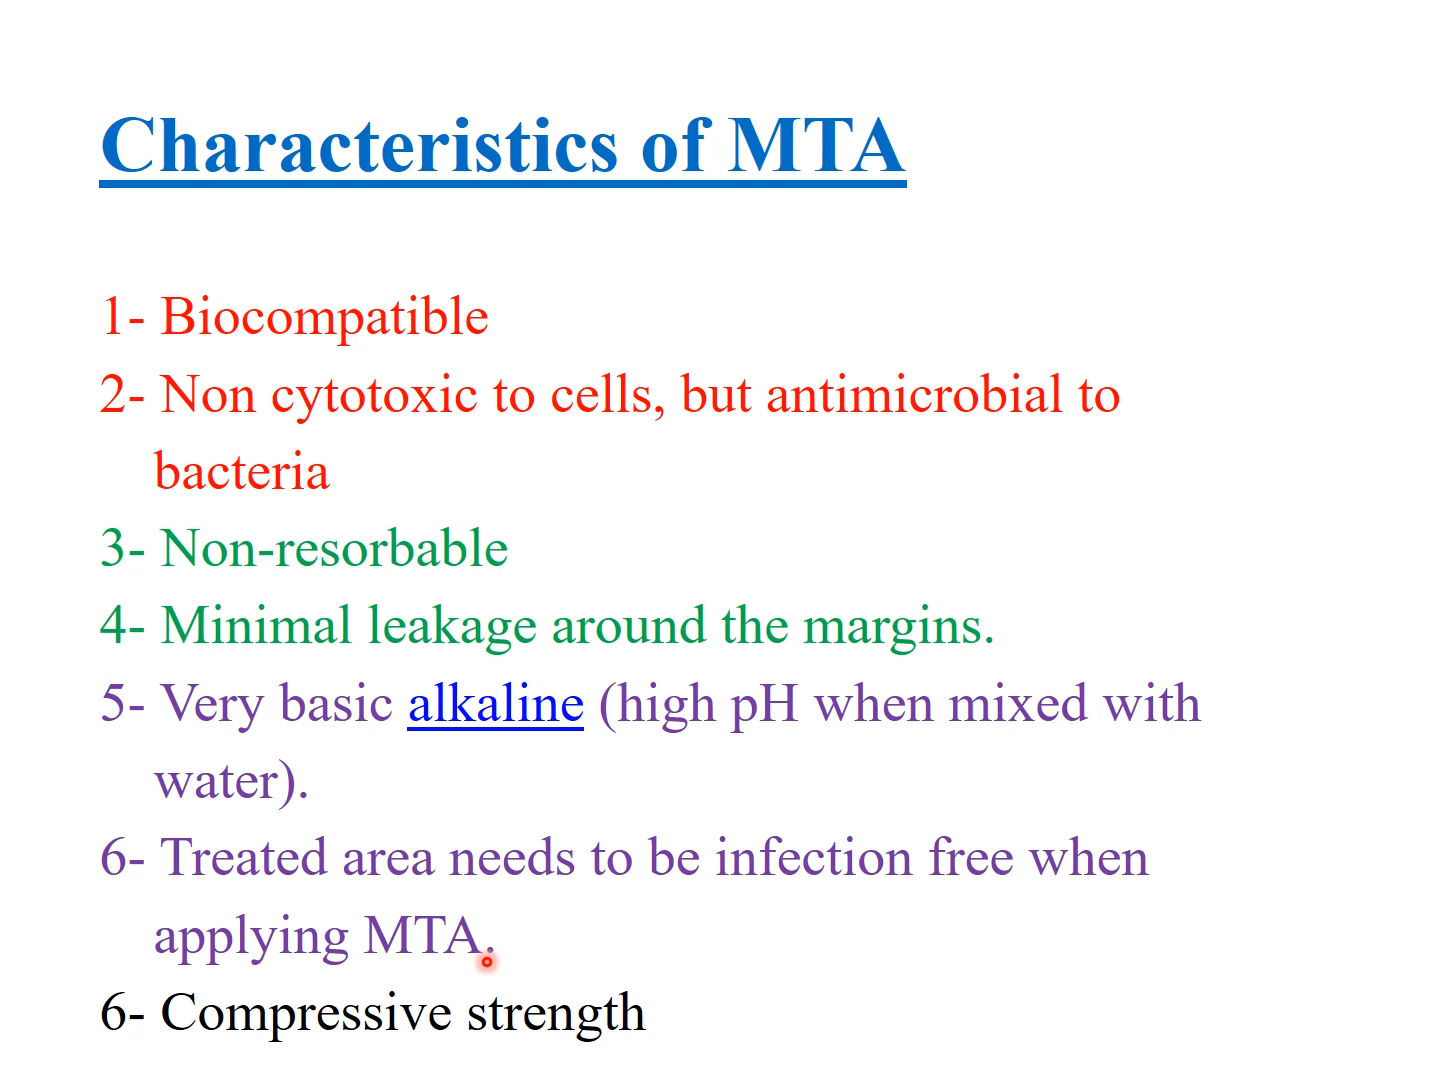 Characteristics of MTA
1- Biocompatible
2- Non cytotoxic to cells, but antimicrobial to
bacteria
3- Non-resorbable
4- Minimal leakage around the margins.
5- Very basic alkaline (high pH when mixed with
water).
6- Treated area needs to be infection free when
applying MTA.
6- Compressive strength